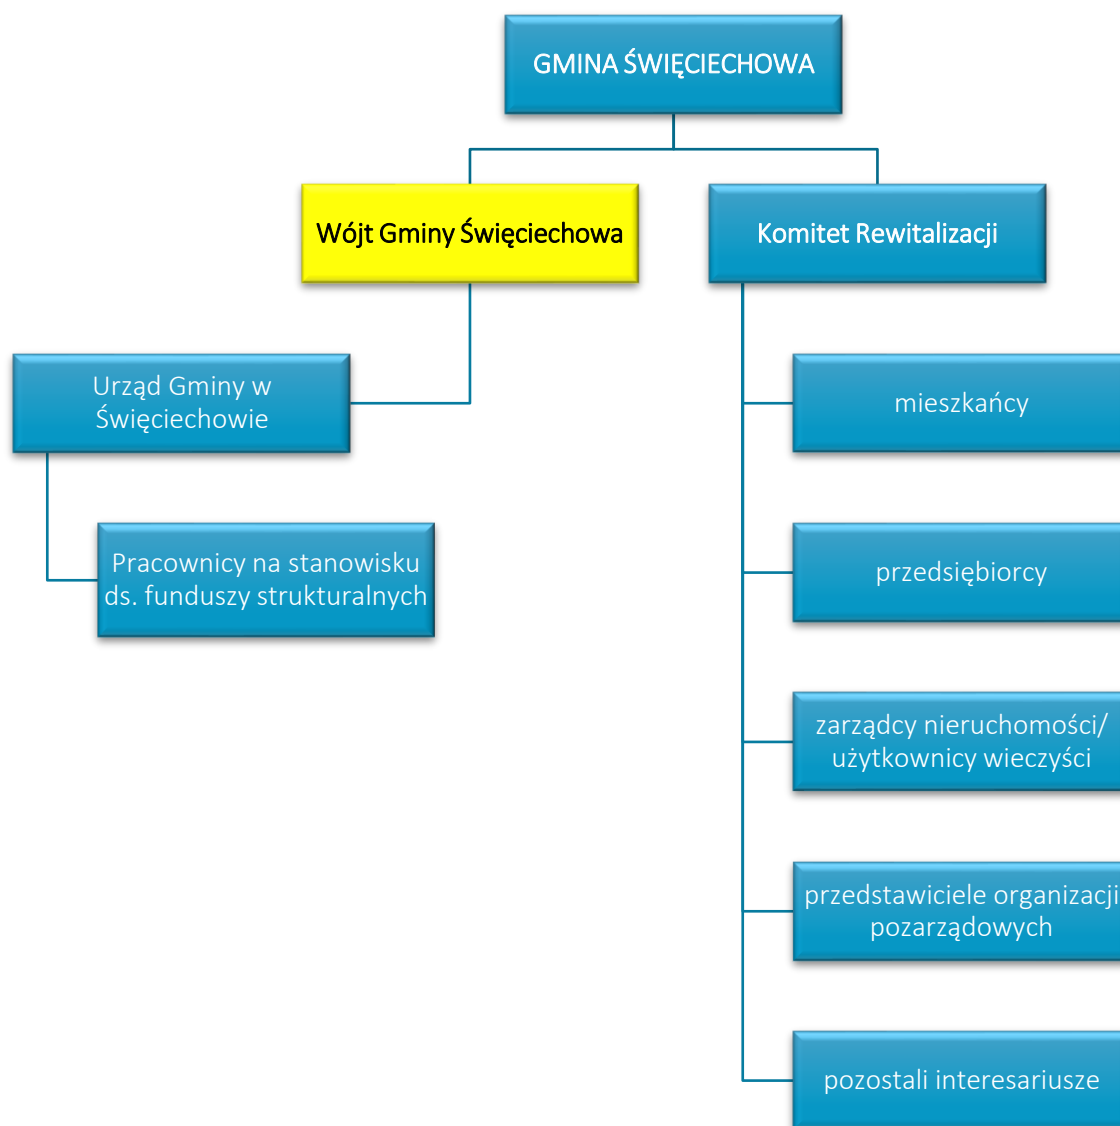 GMINA ŚWIĘCIECHOWA
Wójt Gminy Święciechowa
Komitet Rewitalizacji
Urząd Gminy w
Święciechowie
Pracownicy na stanowisku
ds. funduszy strukturalnych
mieszkańcy
przedsiębiorcy
zarządcy nieruchomości/
użytkownicy wieczyści
przedstawiciele organizacji
pozarządowych
pozostali interesariusze